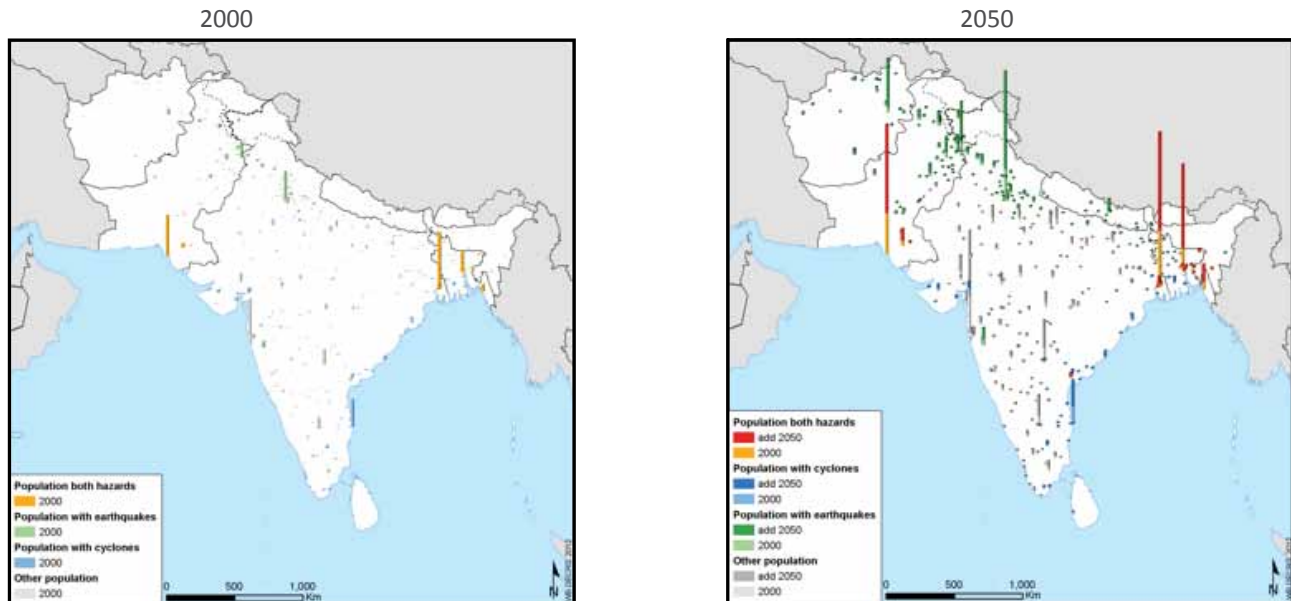 2000
2050
Population both hazards
2000
Population with earthquakes
2000
Population with cyclones
2000
Other population
2000
0 500 1,000
Km
N
Population both hazards
add 2050
2000
Population with cyclones
add 2050
2000
Population with earthquakes
add 2050
2000
Other population
add 2050
2000
0 500 1,000
Km
N